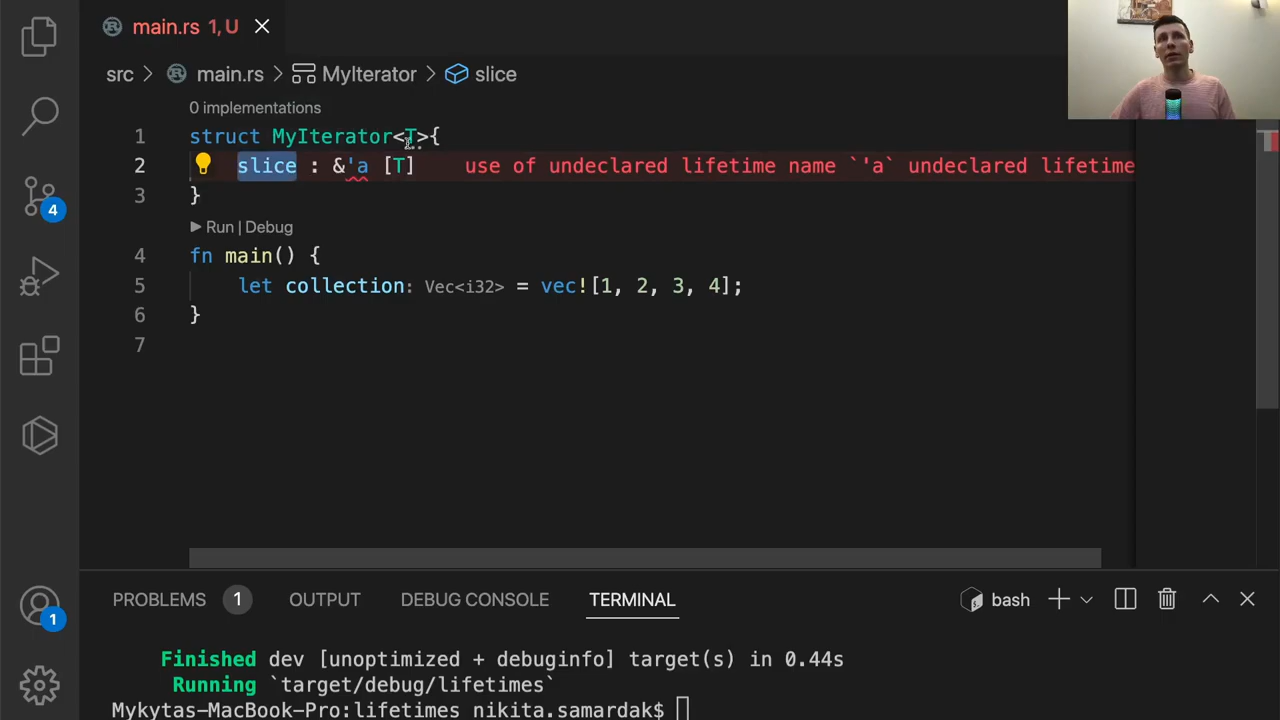 main.rs 1, U
src > main.rs > MyIterator > slice
0 implementations
1 struct MyIterator<T>{
2 slice : &'a [T] use of undeclared lifetime name `'a` undeclared lifetime
3 }
Run | Debug
4 fn main() {
5 let collection: Vec<i32> = vec![1, 2, 3, 4];
6 }
7
4
1
PROBLEMS 1 OUTPUT DEBUG CONSOLE TERMINAL bash
Finished dev [unoptimized + debuginfo] target(s) in 0.44s
Running `target/debug/lifetimes`
Mykytas-MacBook-Pro:lifetimes nikita.samardak$